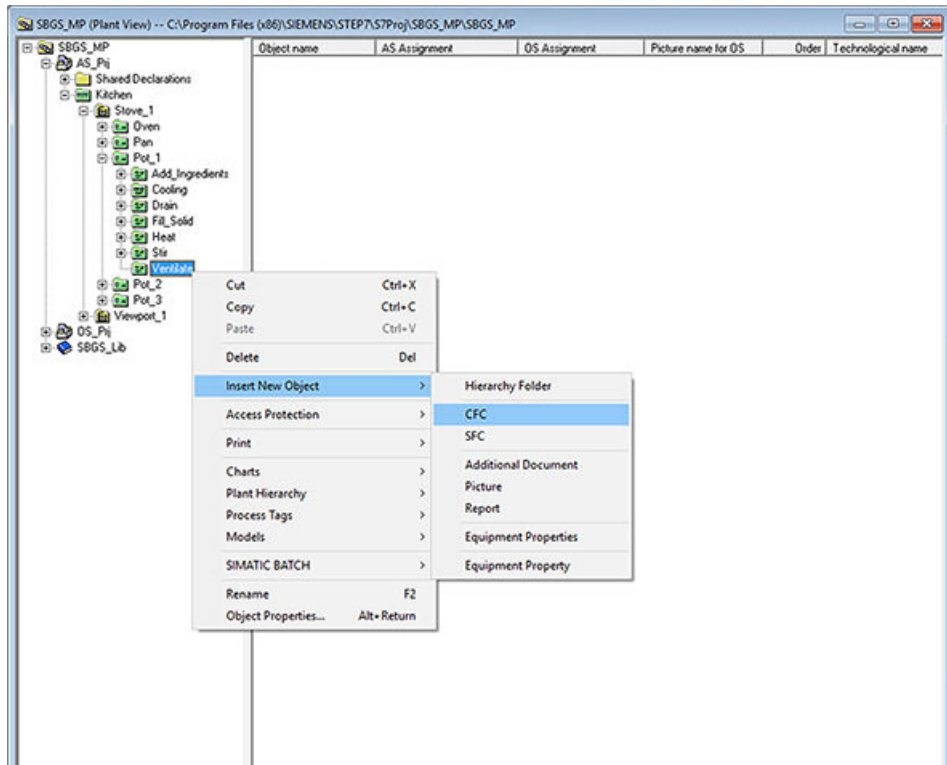 SBGS_MP (Plant View) -- C:\Program Files (x86)\SIEMENS\STEP7\S7Proj\SBGS_MP\SBGS_MP
SBGS_MP
AS_Prj
Shared Declarations
Kitchen
Stove_1
Oven
Pan
Pot_1
Add_Ingredients
Cooling
Drain
Fill_Solid
Heat
Stir
Ventilate
Pot_2
Pot_3
Viewport_1
OS_Prj
SBGS_Lib
Object name AS Assignment OS Assignment Picture name for OS Order Technological name
Cut Ctrl+X
Copy Ctrl+C
Paste Ctrl+V
Delete Del
Insert New Object >
Access Protection >
Print >
Charts >
Plant Hierarchy >
Process Tags >
Models >
SIMATIC BATCH >
Rename F2
Object Properties... Alt+Return
Hierarchy Folder
CFC
SFC
Additional Document
Picture
Report
Equipment Properties
Equipment Property